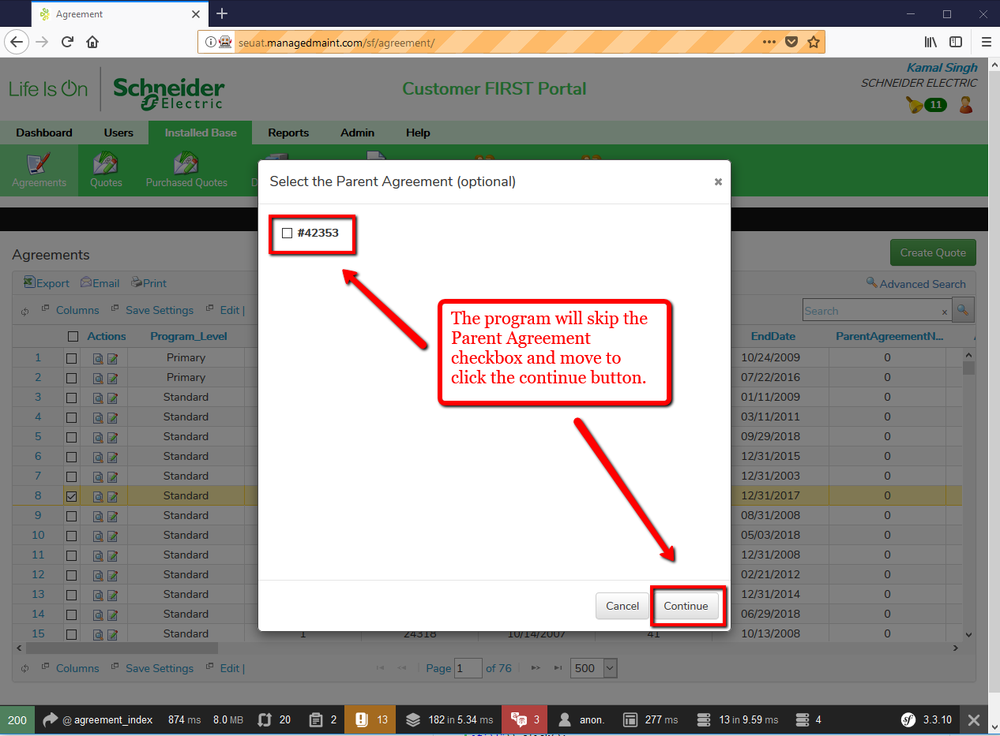 Agreement
seuat.managedmaint.com/sf/agreement/
Life Is On
Schneider Electric
Customer FIRST Portal
Kamal Singh
SCHNEIDER ELECTRIC
11
Dashboard Users Installed Base Reports Admin Help
Agreements Quotes Purchased Quotes
Select the Parent Agreement (optional)
#42353
The program will skip the
Parent Agreement
checkbox and move to
click the continue button.
Cancel Continue
Agreements
Create Quote
Export Email Print
Advanced Search
Columns Save Settings Edit |
Search x
Actions Program_Level EndDate ParentAgreementN...
1 Primary 10/24/2009 0
2 Primary 07/22/2016 0
3 Standard 01/11/2009 0
4 Standard 03/11/2011 0
5 Standard 09/29/2018 0
6 Standard 12/31/2015 0
7 Standard 12/31/2003 0
8 Standard 12/31/2017 0
9 Standard 08/31/2008 0
10 Standard 05/03/2018 0
11 Standard 12/31/2008 0
12 Standard 02/21/2012 0
13 Standard 12/31/2014 0
14 Standard 06/29/2018 0
15 Standard 1 24318 10/14/2007 41 10/13/2008 0
Columns Save Settings Edit |
Page 1 of 76 500
200 @ agreement_index 874 ms 8.0 MB 20 2 13 182 in 5.34 ms 3 anon. 277 ms 13 in 9.59 ms 4 sf 3.3.10